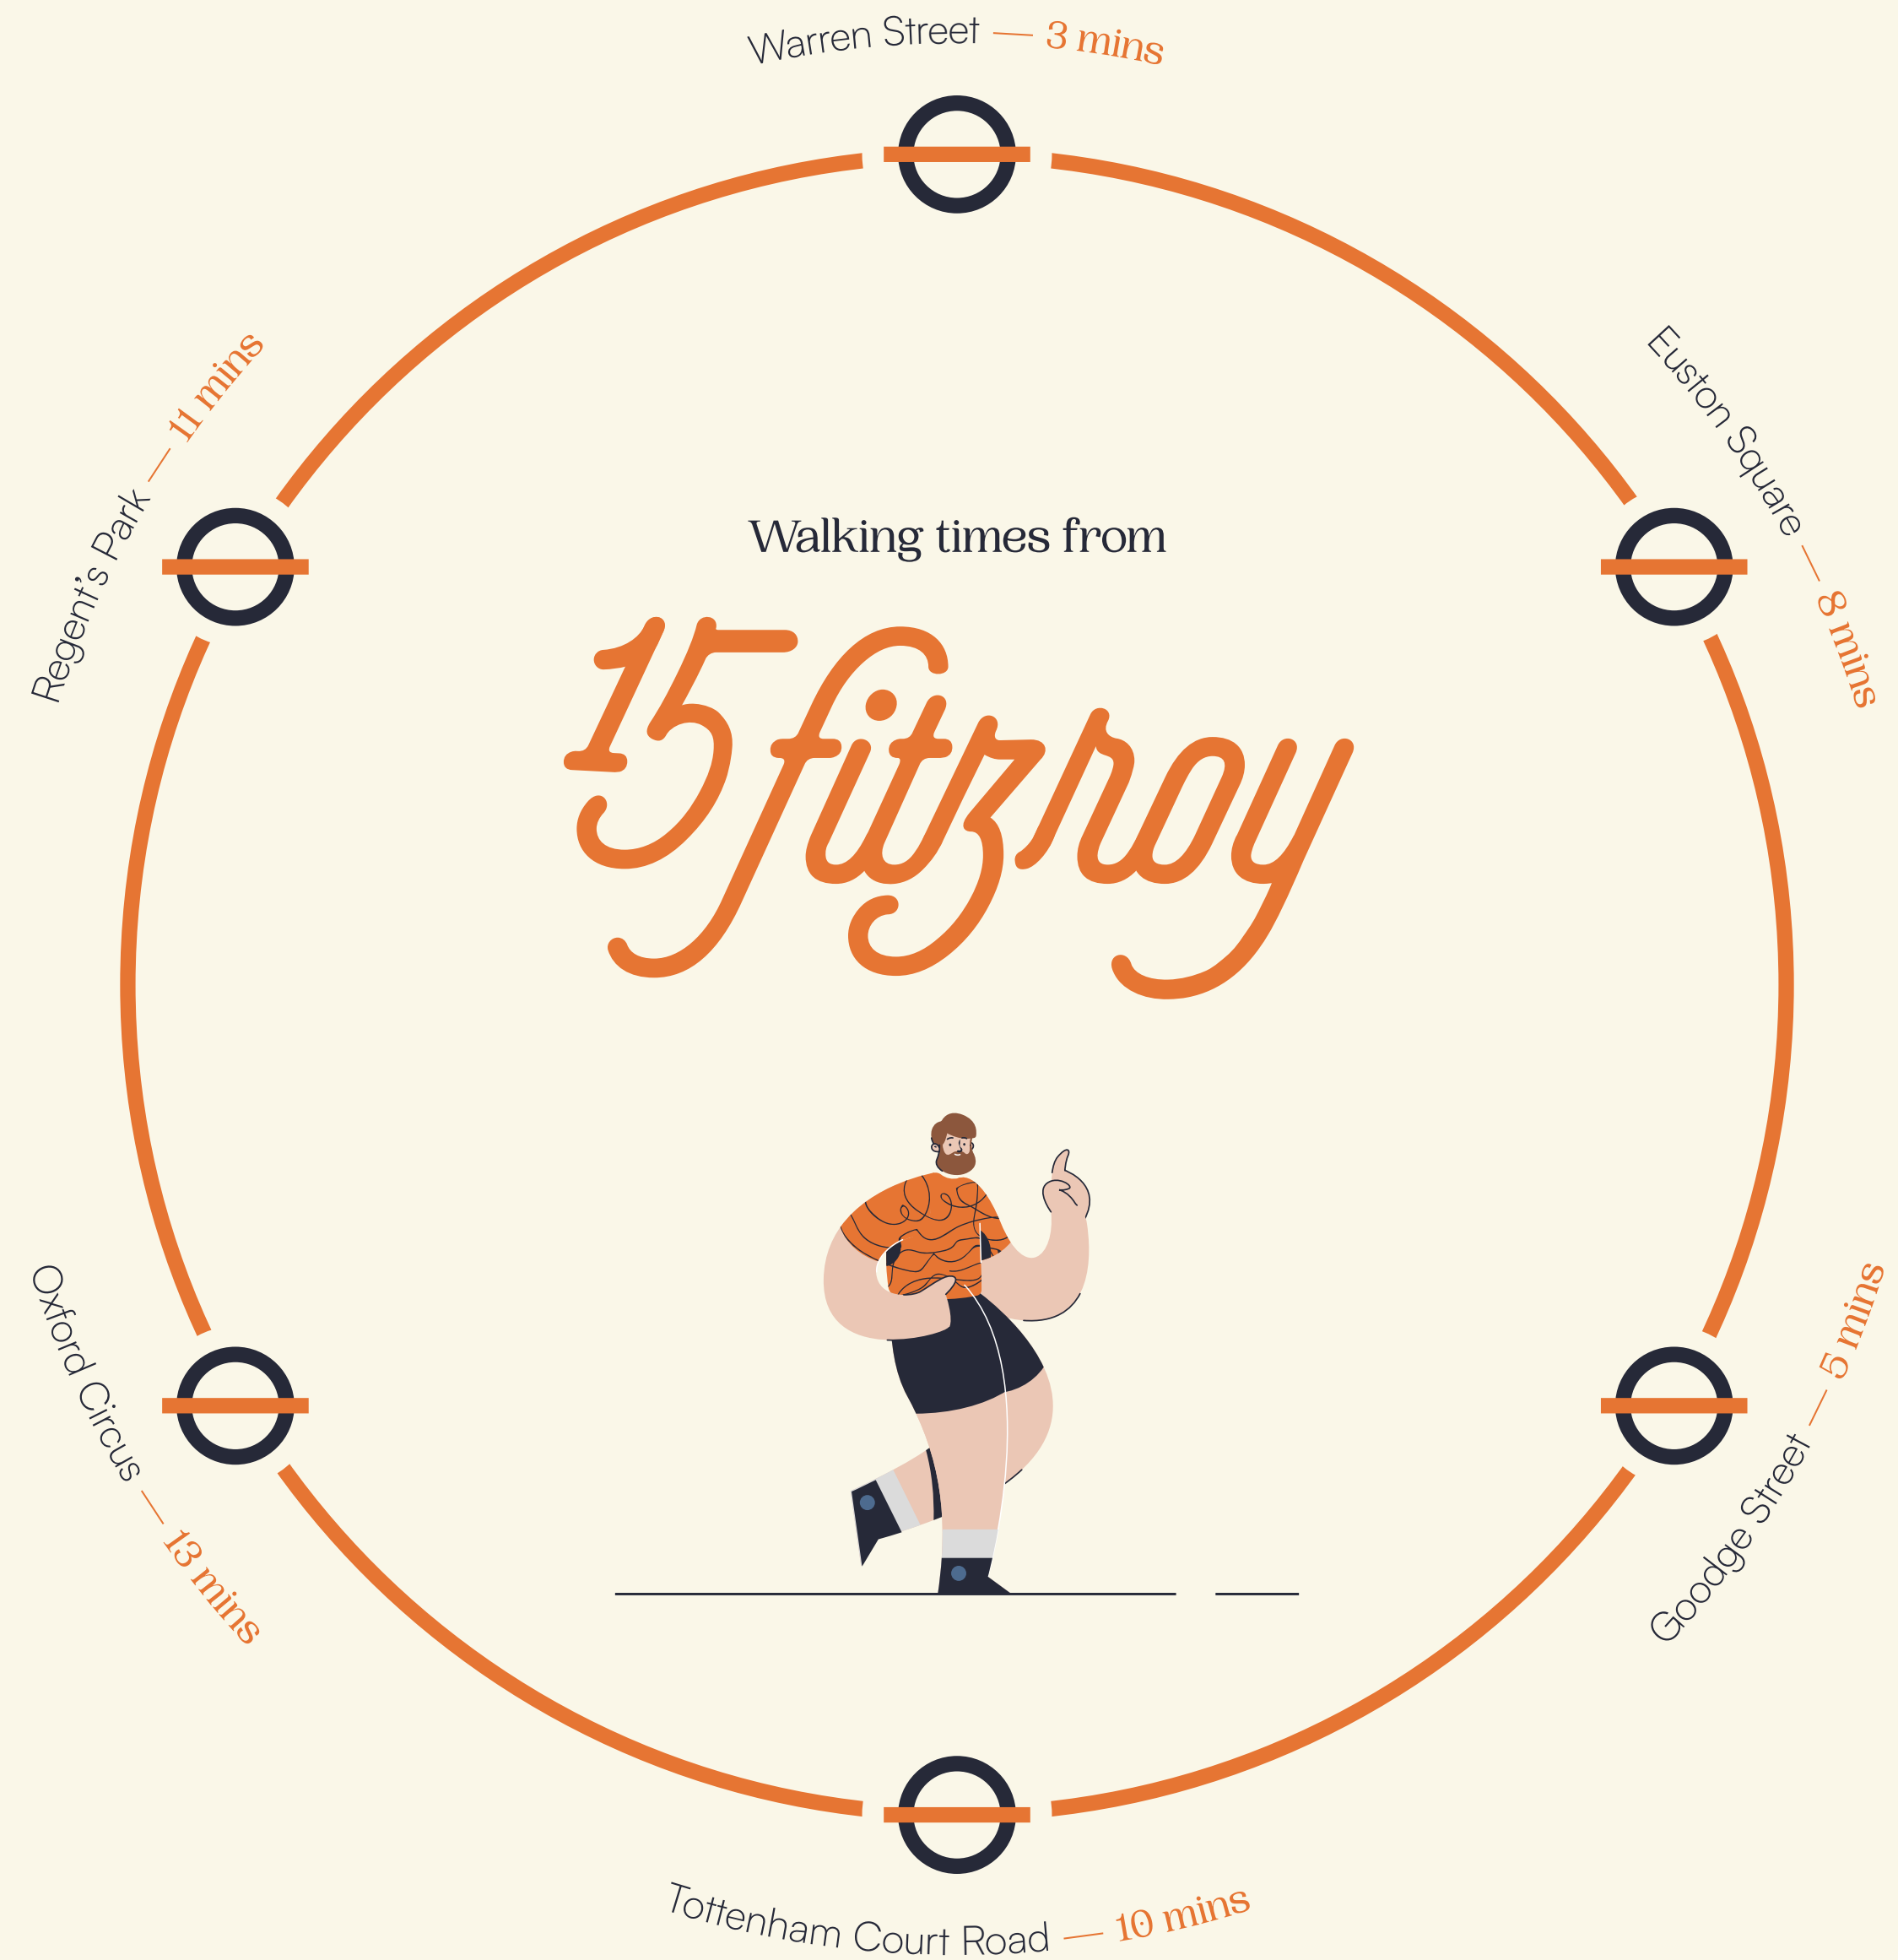 Warren Street — 3 mins
Euston Square — 8 mins
Regent's Park — 11 mins
Walking times from
15 fitzroy
Oxford Circus — 13 mins
Goodge Street — 5 mins
Tottenham Court Road — 10 mins